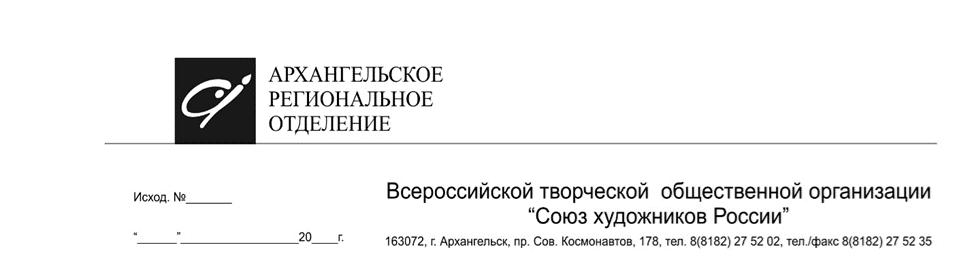 АРХАНГЕЛЬСКОЕ
РЕГИОНАЛЬНОЕ
ОТДЕЛЕНИЕ
Исход. №_______
“______”__________________20____г.
Всероссийской творческой общественной организации
“Союз художников России”
163072, г. Архангельск, пр. Сов. Космонавтов, 178, тел. 8(8182) 27 52 02, тел./факс 8(8182) 27 52 35